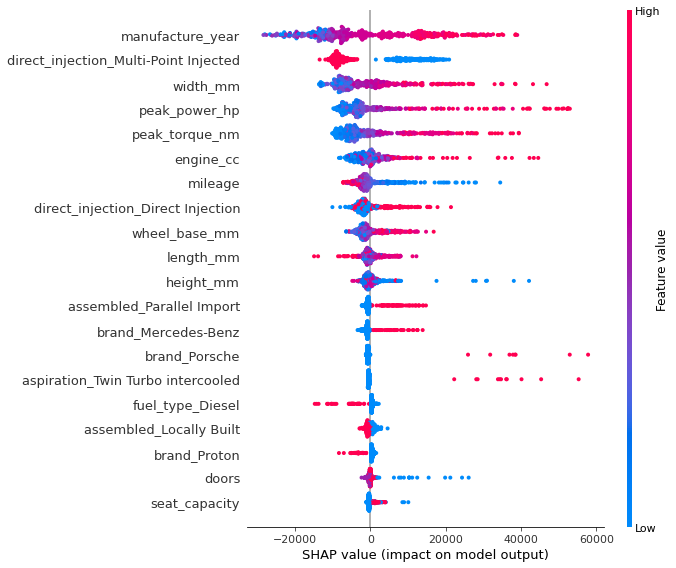 High
manufacture_year
direct_injection_Multi-Point Injected
width_mm
peak_power_hp
peak_torque_nm
engine_cc
mileage
direct_injection_Direct Injection
wheel_base_mm
length_mm
height_mm
assembled_Parallel Import
brand_Mercedes-Benz
brand_Porsche
aspiration_Twin Turbo intercooled
fuel_type_Diesel
assembled_Locally Built
brand_Proton
doors
seat_capacity
Feature value
Low
−20000 0 20000 40000 60000
SHAP value (impact on model output)